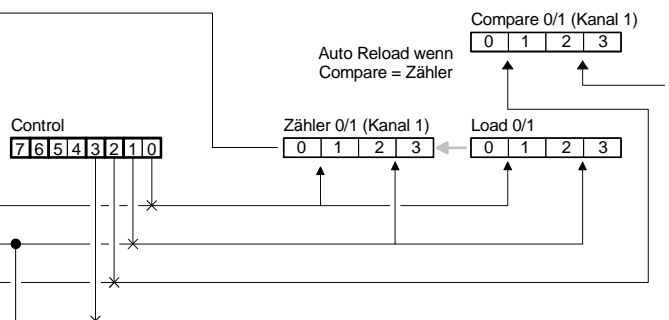 Compare 0/1 (Kanal 1)
0 1 2 3
Auto Reload wenn
Compare = Zähler
Control
7 6 5 4 3 2 1 0
Zähler 0/1 (Kanal 1)
0 1 2 3
Load 0/1
0 1 2 3